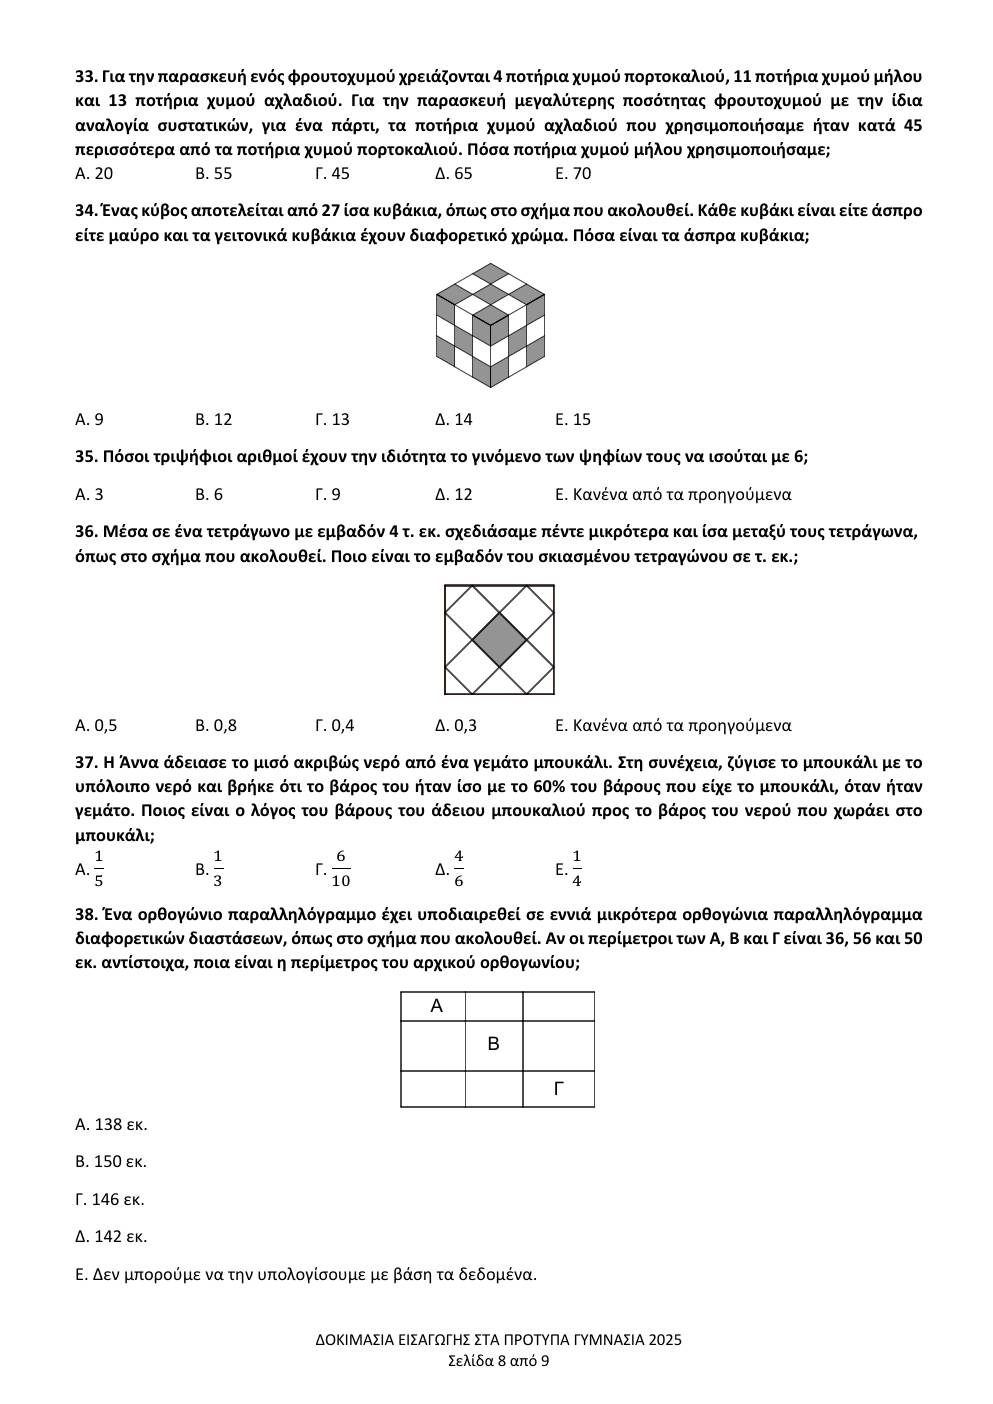 33. Για την παρασκευή ενός φρουτοχυμού χρειάζονται 4 ποτήρια χυμού πορτοκαλιού, 11 ποτήρια χυμού μήλου
και 13 ποτήρια χυμού αχλαδιού. Για την παρασκευή μεγαλύτερης ποσότητας φρουτοχυμού με την ίδια
αναλογία συστατικών, για ένα πάρτι, τα ποτήρια χυμού αχλαδιού που χρησιμοποιήσαμε ήταν κατά 45
περισσότερα από τα ποτήρια χυμού πορτοκαλιού. Πόσα ποτήρια χυμού μήλου χρησιμοποιήσαμε;
Α. 20 Β. 55 Γ. 45 Δ. 65 Ε. 70
34. Ένας κύβος αποτελείται από 27 ίσα κυβάκια, όπως στο σχήμα που ακολουθεί. Κάθε κυβάκι είναι είτε άσπρο
είτε μαύρο και τα γειτονικά κυβάκια έχουν διαφορετικό χρώμα. Πόσα είναι τα άσπρα κυβάκια;
Α. 9 Β. 12 Γ. 13 Δ. 14 Ε. 15
35. Πόσοι τριψήφιοι αριθμοί έχουν την ιδιότητα το γινόμενο των ψηφίων τους να ισούται με 6;
Α. 3 Β. 6 Γ. 9 Δ. 12 Ε. Κανένα από τα προηγούμενα
36. Μέσα σε ένα τετράγωνο με εμβαδόν 4 τ. εκ. σχεδιάσαμε πέντε μικρότερα και ίσα μεταξύ τους τετράγωνα,
όπως στο σχήμα που ακολουθεί. Ποιο είναι το εμβαδόν του σκιασμένου τετραγώνου σε τ. εκ.;
Α. 0,5 Β. 0,8 Γ. 0,4 Δ. 0,3 Ε. Κανένα από τα προηγούμενα
37. Η Άννα άδειασε το μισό ακριβώς νερό από ένα γεμάτο μπουκάλι. Στη συνέχεια, ζύγισε το μπουκάλι με το
υπόλοιπο νερό και βρήκε ότι το βάρος του ήταν ίσο με το 60% του βάρους που είχε το μπουκάλι, όταν ήταν
γεμάτο. Ποιος είναι ο λόγος του βάρους του άδειου μπουκαλιού προς το βάρος του νερού που χωράει στο
μπουκάλι;
Α. 1/5 Β. 1/3 Γ. 6/10 Δ. 4/6 Ε. 1/4
38. Ένα ορθογώνιο παραλληλόγραμμο έχει υποδιαιρεθεί σε εννιά μικρότερα ορθογώνια παραλληλόγραμμα
διαφορετικών διαστάσεων, όπως στο σχήμα που ακολουθεί. Αν οι περίμετροι των Α, Β και Γ είναι 36, 56 και 50
εκ. αντίστοιχα, ποια είναι η περίμετρος του αρχικού ορθογωνίου;
Α
Β
Γ
Α. 138 εκ.
Β. 150 εκ.
Γ. 146 εκ.
Δ. 142 εκ.
Ε. Δεν μπορούμε να την υπολογίσουμε με βάση τα δεδομένα.
ΔΟΚΙΜΑΣΙΑ ΕΙΣΑΓΩΓΗΣ ΣΤΑ ΠΡΟΤΥΠΑ ΓΥΜΝΑΣΙΑ 2025
Σελίδα 8 από 9